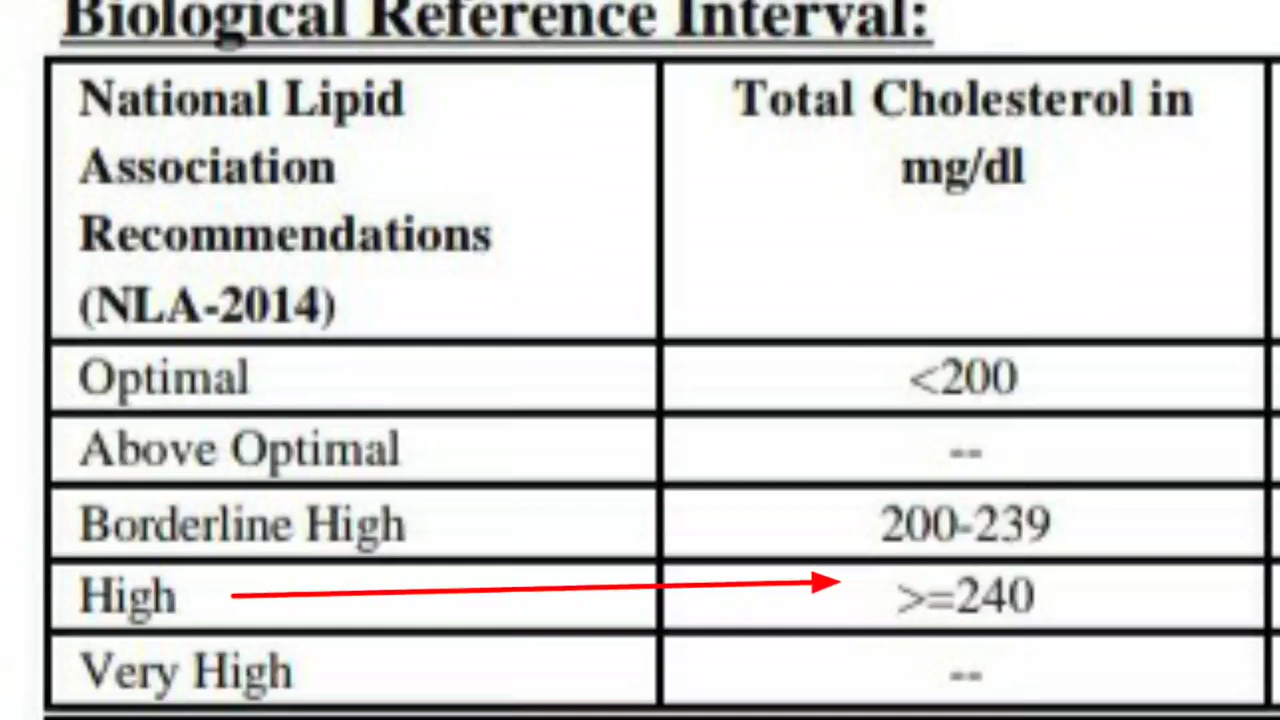 Biological Reference Interval:
National Lipid
Association
Recommendations
(NLA-2014)
Total Cholesterol in
mg/dl
Optimal
<200
Above Optimal
--
Borderline High
200-239
High
>=240
Very High
--